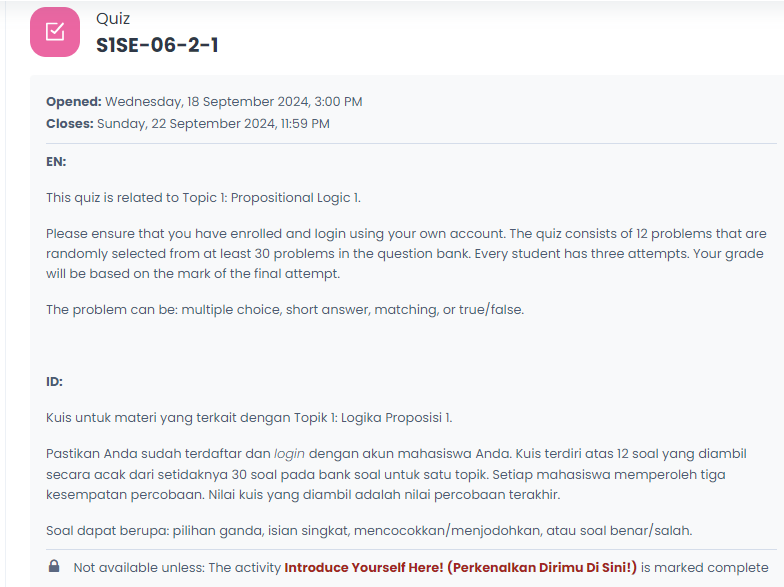 Quiz
S1SE-06-2-1
Opened: Wednesday, 18 September 2024, 3:00 PM
Closes: Sunday, 22 September 2024, 11:59 PM
EN:
This quiz is related to Topic 1: Propositional Logic 1.
Please ensure that you have enrolled and login using your own account. The quiz consists of 12 problems that are
randomly selected from at least 30 problems in the question bank. Every student has three attempts. Your grade
will be based on the mark of the final attempt.
The problem can be: multiple choice, short answer, matching, or true/false.
ID:
Kuis untuk materi yang terkait dengan Topik 1: Logika Proposisi 1.
Pastikan Anda sudah terdaftar dan login dengan akun mahasiswa Anda. Kuis terdiri atas 12 soal yang diambil
secara acak dari setidaknya 30 soal pada bank soal untuk satu topik. Setiap mahasiswa memperoleh tiga
kesempatan percobaan. Nilai kuis yang diambil adalah nilai percobaan terakhir.
Soal dapat berupa: pilihan ganda, isian singkat, mencocokkan/menjodohkan, atau soal benar/salah.
Not available unless: The activity Introduce Yourself Here! (Perkenalkan Dirimu Di Sini!) is marked complete